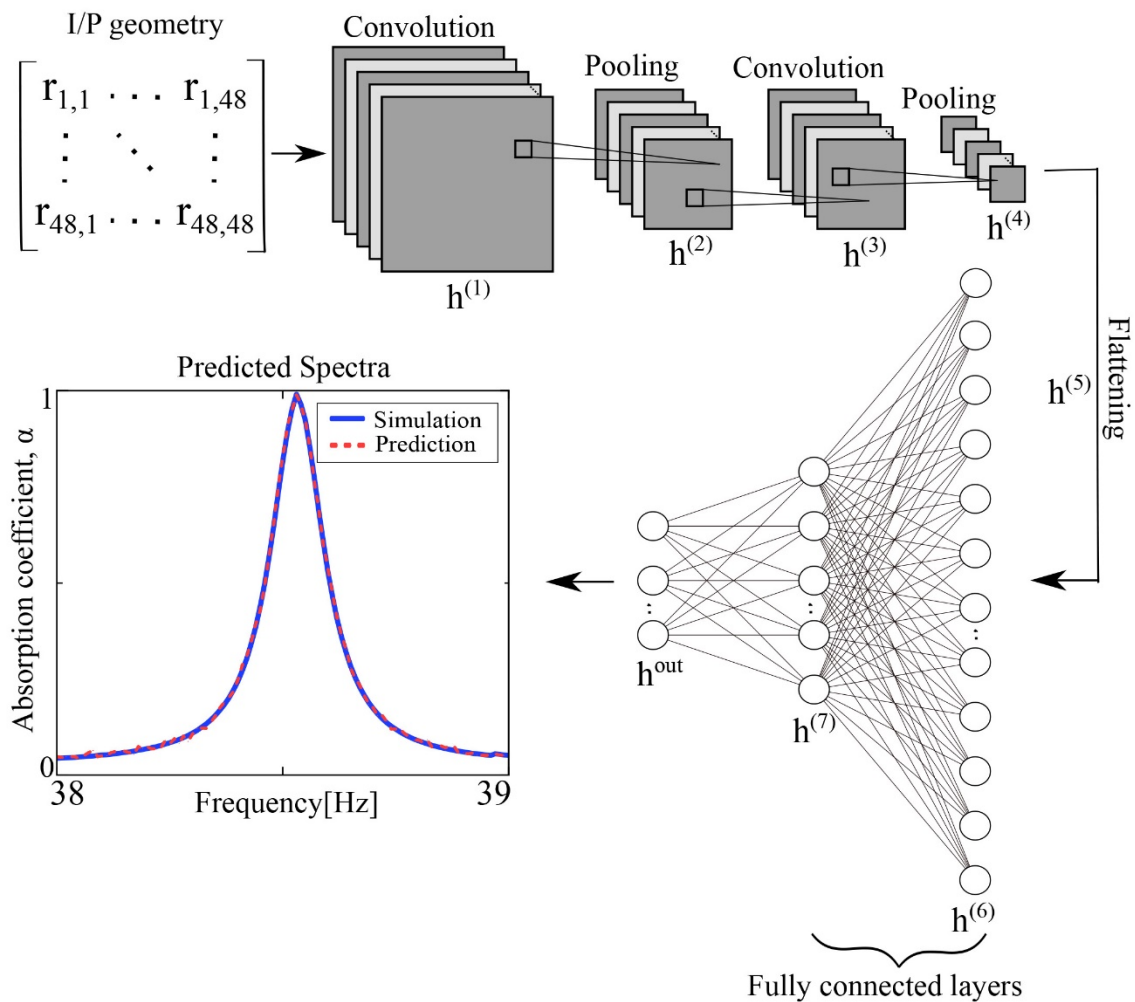 I/P geometry
Convolution
Pooling
Convolution
Pooling
r1,1 . . . r1,48
r48,1 . . . r48,48
h(1)
h(2)
h(3)
h(4)
Flattening
h(5)
Predicted Spectra
1
Simulation
Prediction
Absorption coefficient, α
0
38
Frequency[Hz]
39
hout
h(7)
h(6)
Fully connected layers